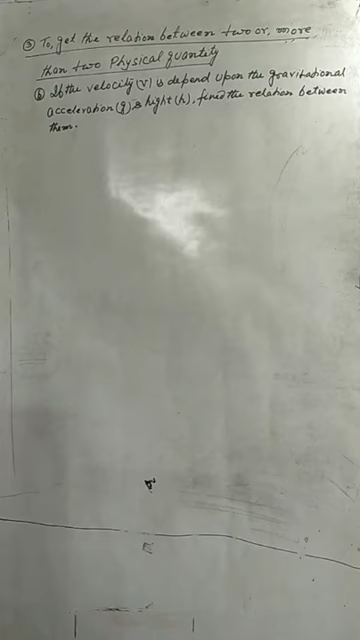 ③ To, get the relation between two or, more
than two Physical quantity
⑥ If the velocity (v) is depend upon the gravitational
acceleration (g) & hight (h), find the relation between
them.